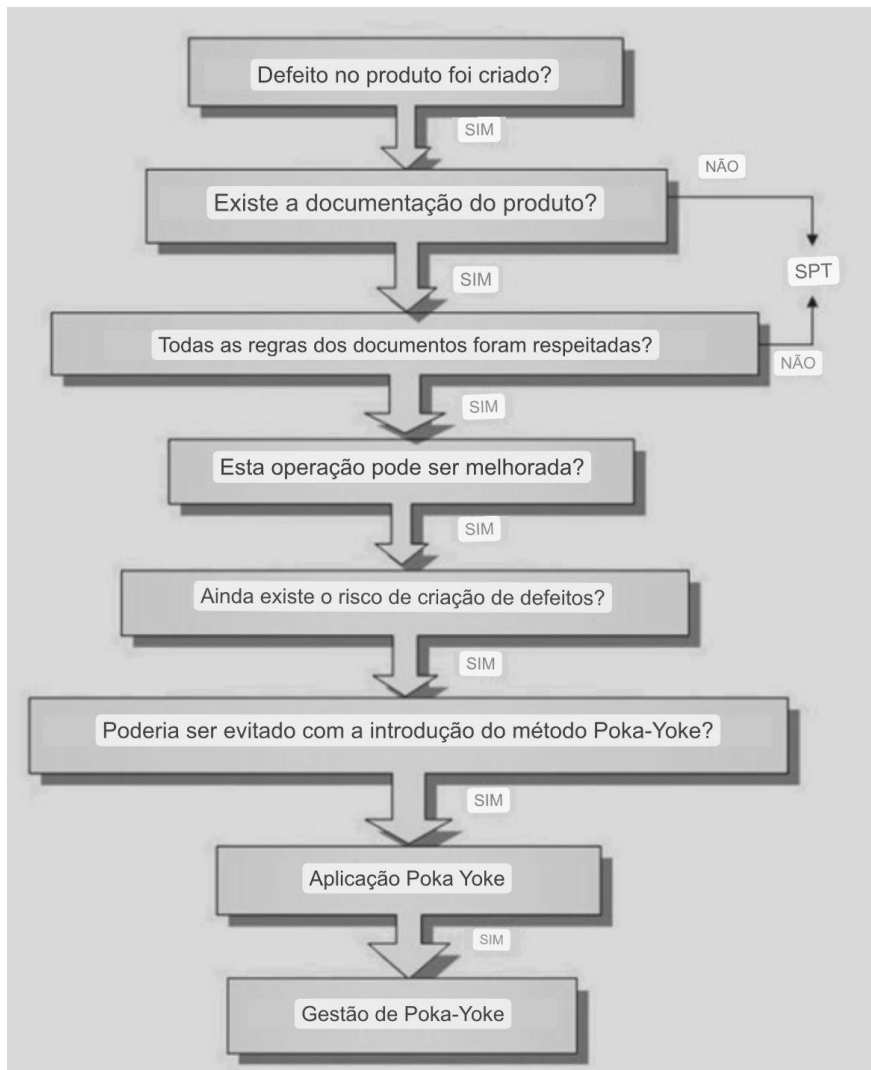 Defeito no produto foi criado?
SIM
NÃO
Existe a documentação do produto?
SPT
SIM
Todas as regras dos documentos foram respeitadas?
NÃO
SIM
Esta operação pode ser melhorada?
SIM
Ainda existe o risco de criação de defeitos?
SIM
Poderia ser evitado com a introdução do método Poka-Yoke?
SIM
Aplicação Poka Yoke
SIM
Gestão de Poka-Yoke